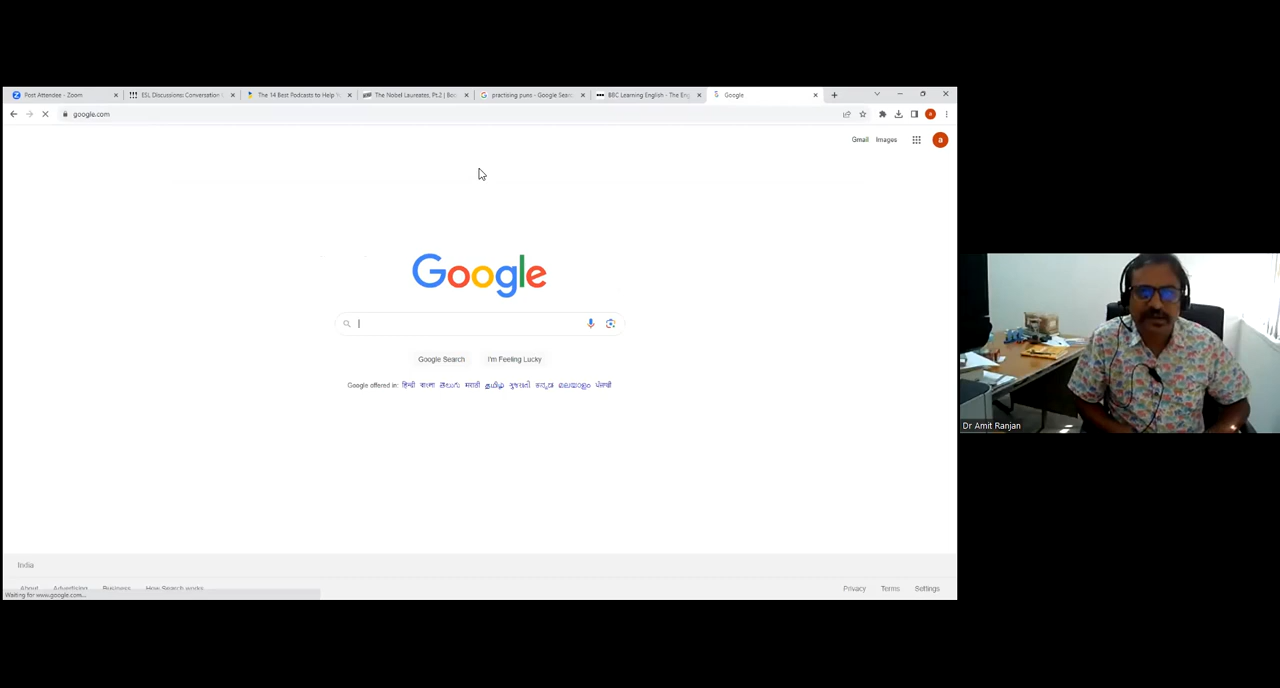 Post Attendee - Zoom
ESL Discussions: Conversation
The 14 Best Podcasts to Help
The Nobel Laureates, Pt.2 | Bo
practising puns - Google Sear
BBC Learning English - The En
Google
google.com
Gmail Images
a
Google
Google Search I'm Feeling Lucky
Google offered in: हिन्दी বাংলা తెలుగు मराठी தமிழ் ગુજરાતી ಕನ್ನಡ മലയാളം ਪੰਜਾਬੀ
Dr Amit Ranjan
India
About Advertising Business How Search works Privacy Terms Settings
Waiting for www.google.com...